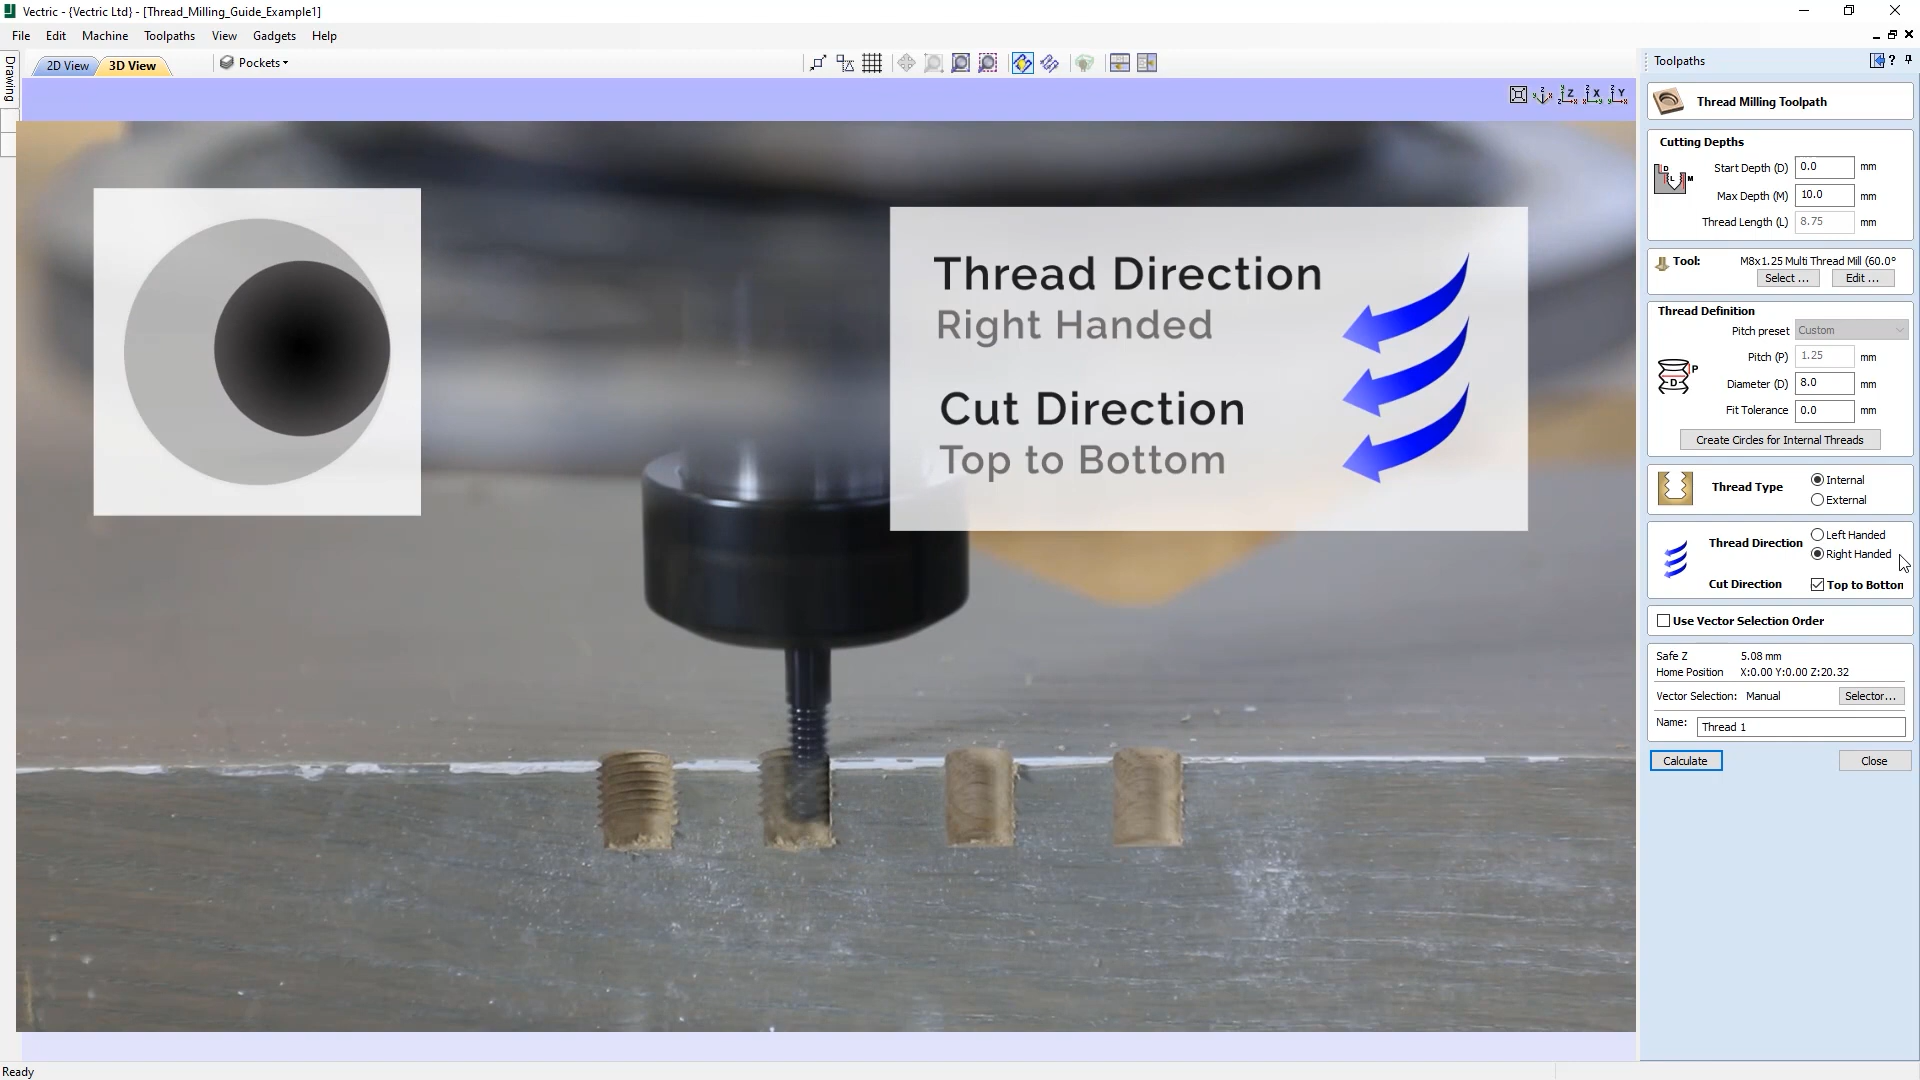 Vectric - {Vectric Ltd} - [Thread_Milling_Guide_Example1]
File Edit Machine Toolpaths View Gadgets Help
Drawing
2D View 3D View Pockets
Toolpaths
Thread Milling Toolpath
Cutting Depths
Start Depth (D) 0.0 mm
Max Depth (M) 10.0 mm
Thread Length (L) 8.75 mm
Tool: M8x1.25 Multi Thread Mill (60.0°
Select ... Edit ...
Thread Definition
Pitch preset Custom
Pitch (P) 1.25 mm
Diameter (D) 8.0 mm
Fit Tolerance 0.0 mm
Create Circles for Internal Threads
Thread Type
Internal
External
Thread Direction
Left Handed
Right Handed
Cut Direction Top to Bottom
Use Vector Selection Order
Safe Z 5.08 mm
Home Position X:0.00 Y:0.00 Z:20.32
Vector Selection: Manual Selector...
Name: Thread 1
Calculate Close
Thread Direction
Right Handed
Cut Direction
Top to Bottom
Ready